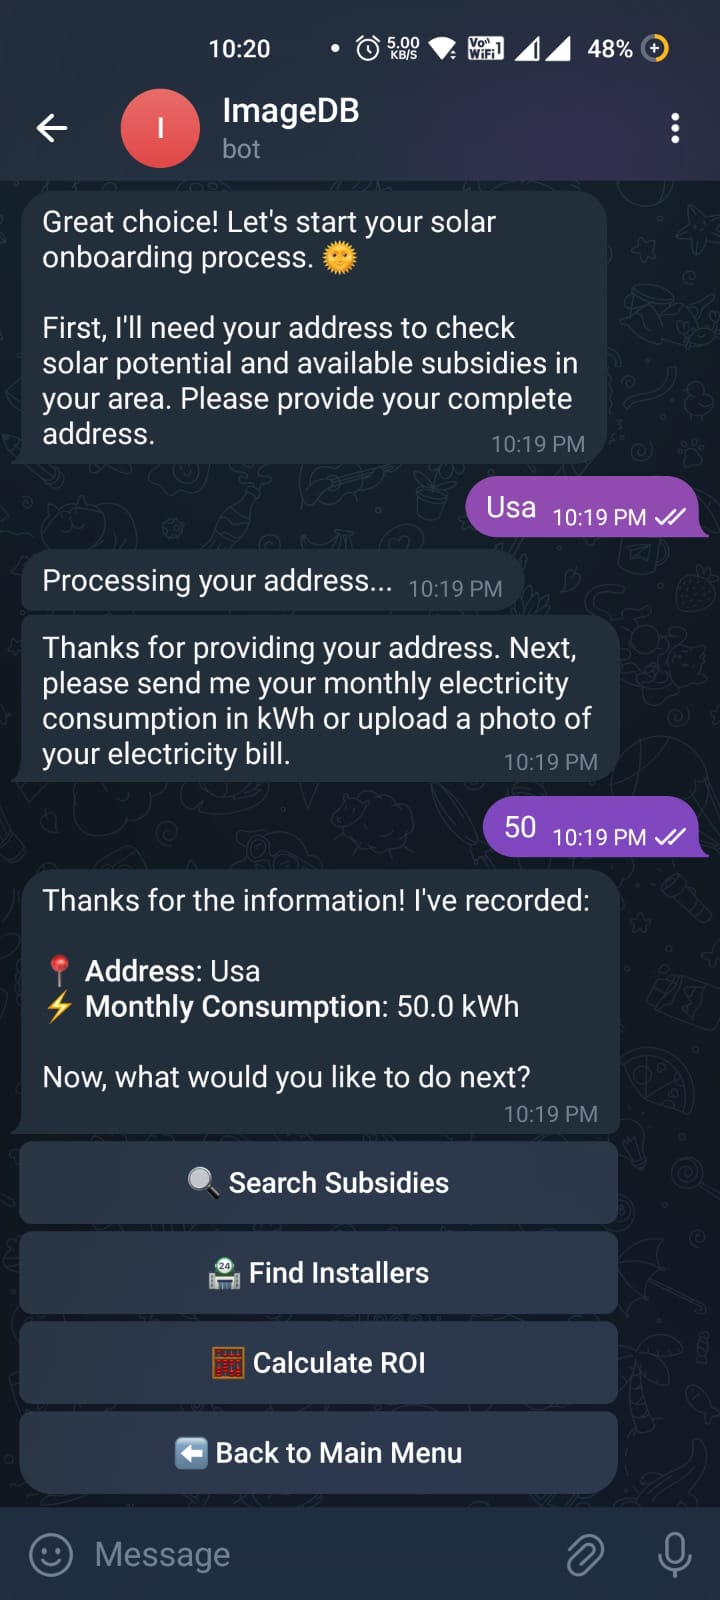 10:20 • 5.00 KB/S Vo)) WiFi 1 48%
I
ImageDB
bot
Great choice! Let's start your solar
onboarding process. 🌞
First, I'll need your address to check
solar potential and available subsidies in
your area. Please provide your complete
address. 10:19 PM
Usa 10:19 PM
Processing your address... 10:19 PM
Thanks for providing your address. Next,
please send me your monthly electricity
consumption in kWh or upload a photo of
your electricity bill. 10:19 PM
50 10:19 PM
Thanks for the information! I've recorded:
📍 Address: Usa
⚡ Monthly Consumption: 50.0 kWh
Now, what would you like to do next?
10:19 PM
🔍 Search Subsidies
🏪 Find Installers
🧮 Calculate ROI
⬅️ Back to Main Menu
Message